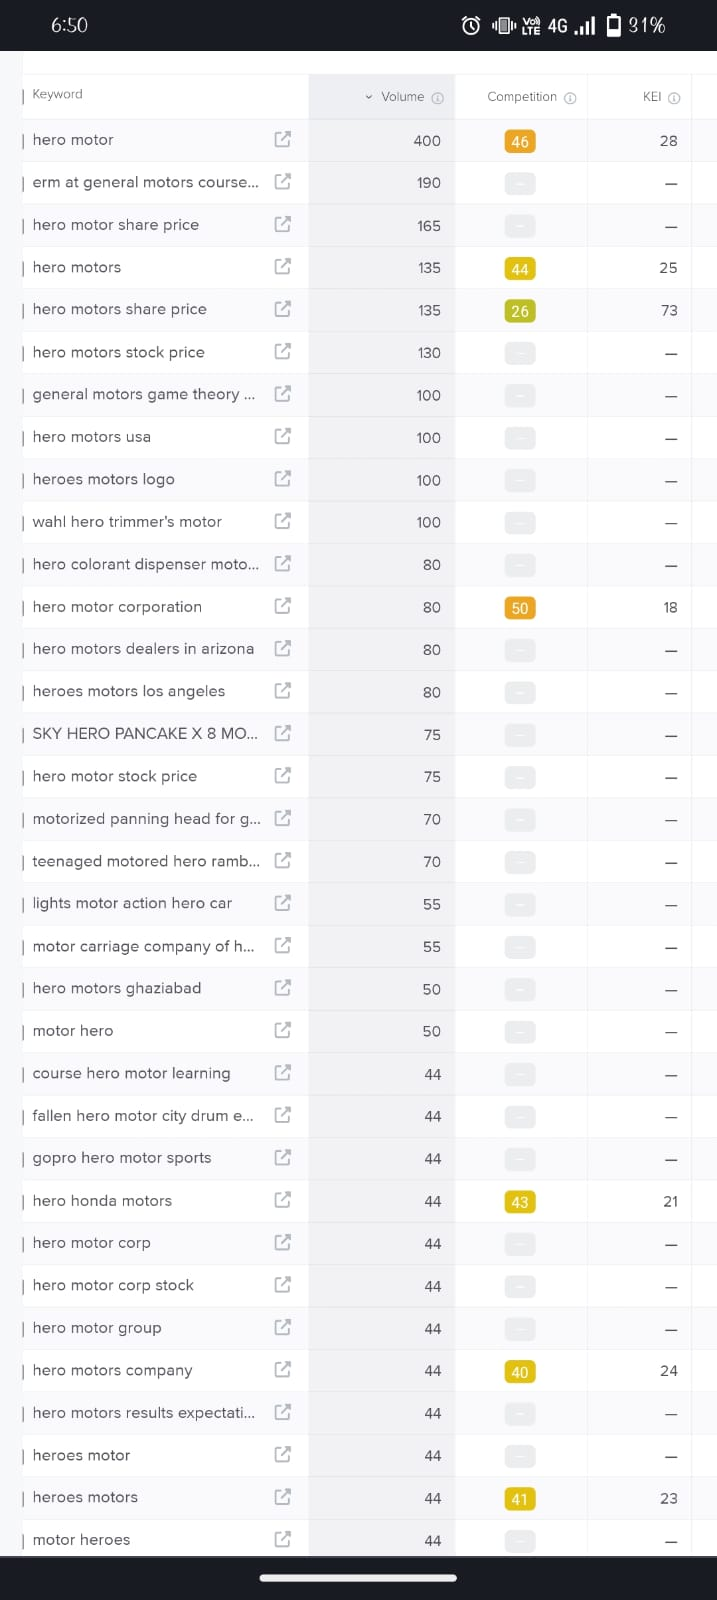 6:50 Vo) LTE 4G 31%
Keyword Volume Competition KEI
hero motor 400 46 28
erm at general motors course... 190 – —
hero motor share price 165 – —
hero motors 135 44 25
hero motors share price 135 26 73
hero motors stock price 130 – —
general motors game theory ... 100 – —
hero motors usa 100 – —
heroes motors logo 100 – —
wahl hero trimmer's motor 100 – —
hero colorant dispenser moto... 80 – —
hero motor corporation 80 50 18
hero motors dealers in arizona 80 – —
heroes motors los angeles 80 – —
SKY HERO PANCAKE X 8 MO... 75 – —
hero motor stock price 75 – —
motorized panning head for g... 70 – —
teenaged motored hero ramb... 70 – —
lights motor action hero car 55 – —
motor carriage company of h... 55 – —
hero motors ghaziabad 50 – —
motor hero 50 – —
course hero motor learning 44 – —
fallen hero motor city drum e... 44 – —
gopro hero motor sports 44 – —
hero honda motors 44 43 21
hero motor corp 44 – —
hero motor corp stock 44 – —
hero motor group 44 – —
hero motors company 44 40 24
hero motors results expectati... 44 – —
heroes motor 44 – —
heroes motors 44 41 23
motor heroes 44 – —